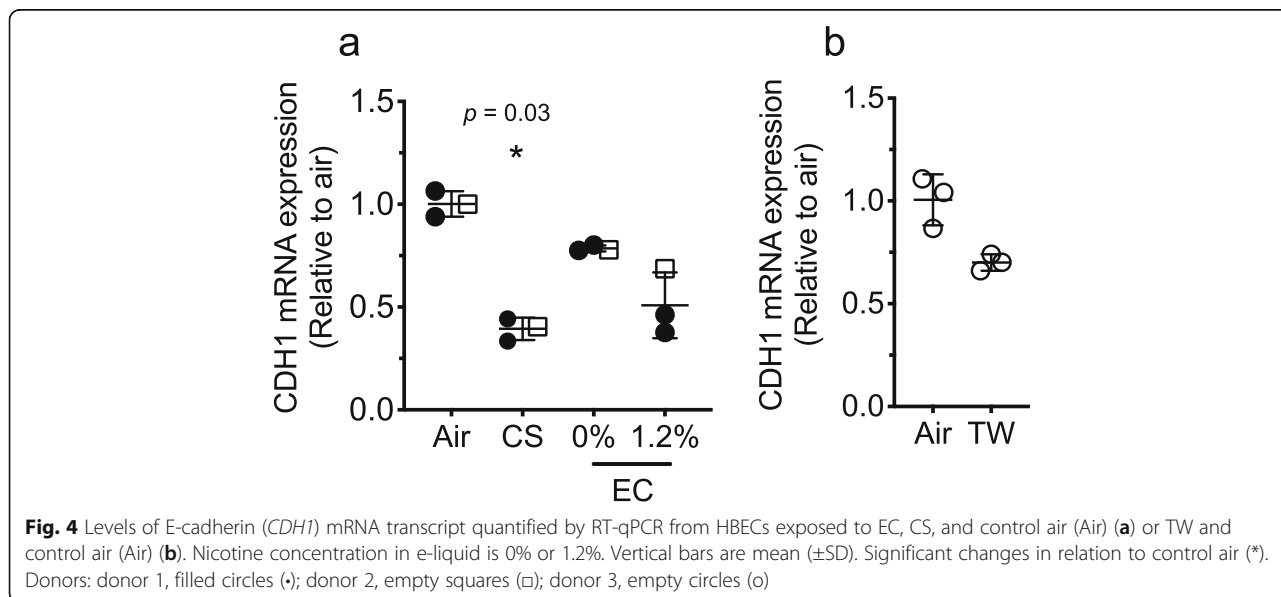 a
b
CDH1 mRNA expression
(Relative to air)
1.5
1.0
0.5
0.0
p = 0.03
*
Air CS 0% 1.2%
EC
CDH1 mRNA expression
(Relative to air)
1.5
1.0
0.5
0.0
Air TW
Fig. 4 Levels of E-cadherin (CDH1) mRNA transcript quantified by RT-qPCR from HBECs exposed to EC, CS, and control air (Air) (a) or TW and
control air (Air) (b). Nicotine concentration in e-liquid is 0% or 1.2%. Vertical bars are mean (±SD). Significant changes in relation to control air (*).
Donors: donor 1, filled circles (•); donor 2, empty squares (□); donor 3, empty circles (o)